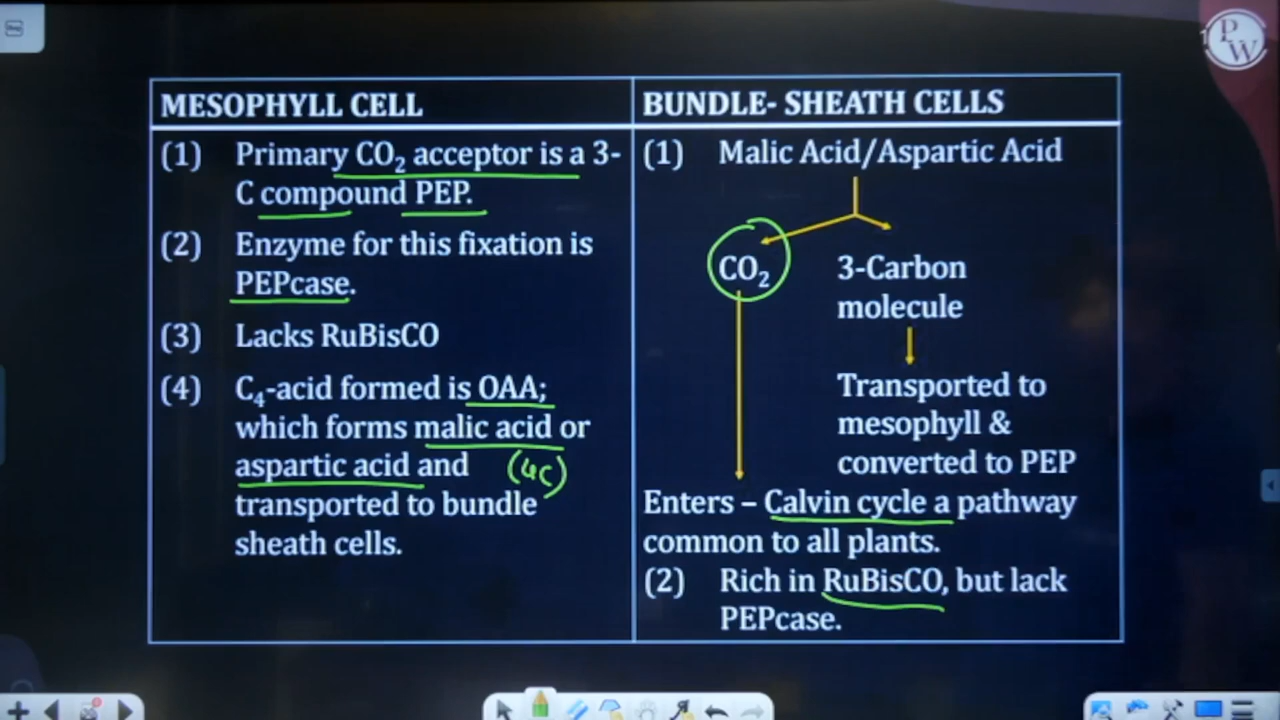 PW
MESOPHYLL CELL
(1) Primary CO₂ acceptor is a 3-
C compound PEP.
(2) Enzyme for this fixation is
PEPcase.
(3) Lacks RuBisCO
(4) C₄-acid formed is OAA;
which forms malic acid or
aspartic acid and (4C)
transported to bundle
sheath cells.
BUNDLE- SHEATH CELLS
(1) Malic Acid/Aspartic Acid
CO₂
3-Carbon
molecule
Transported to
mesophyll &
converted to PEP
Enters – Calvin cycle a pathway
common to all plants.
(2) Rich in RuBisCO, but lack
PEPcase.